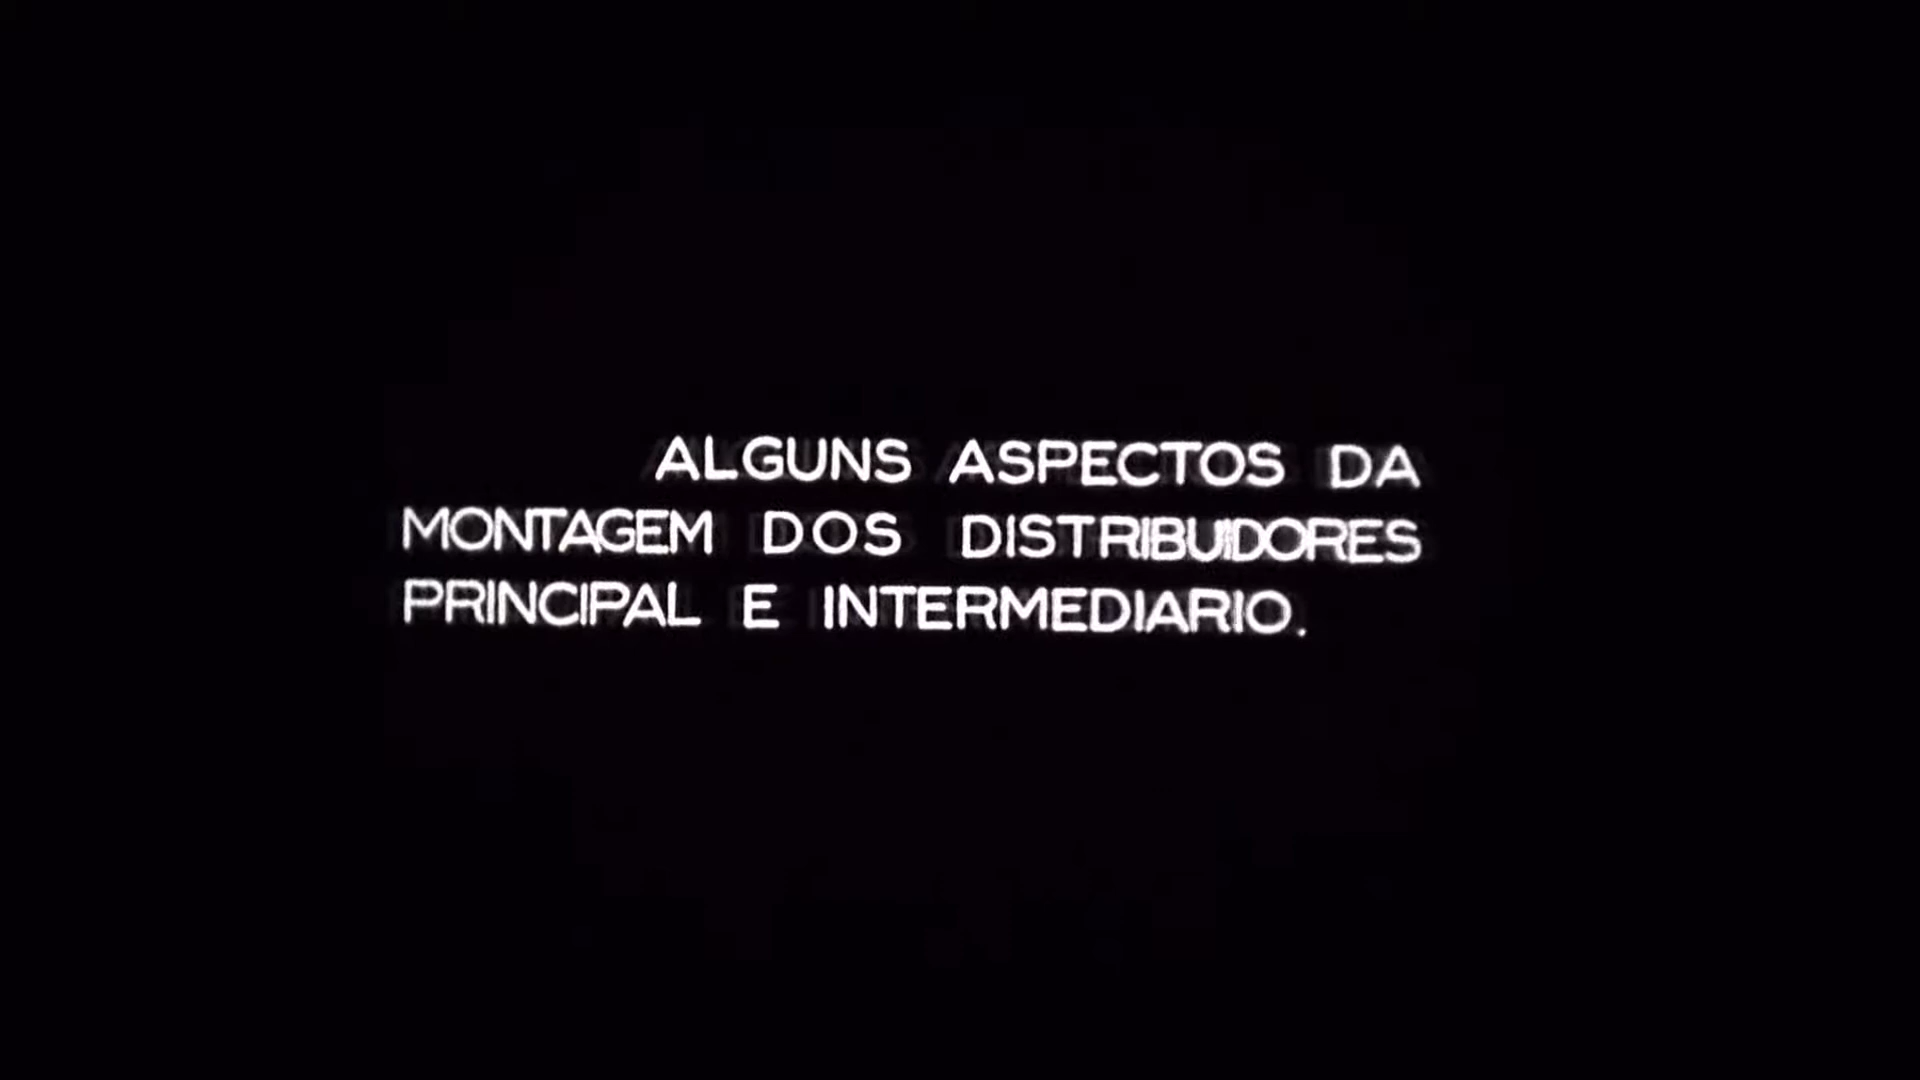 ALGUNS ASPECTOS DA
MONTAGEM DOS DISTRIBUIDORES
PRINCIPAL E INTERMEDIARIO.